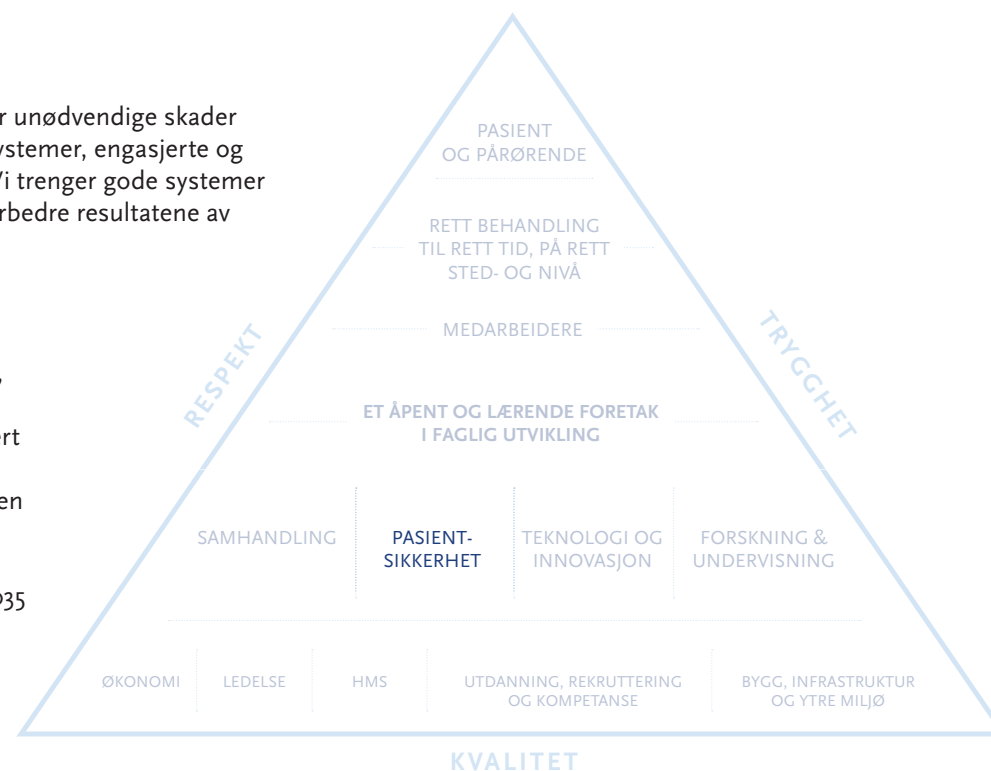 r unødvendige skader
ystemer, engasjerte og
Vi trenger gode systemer
rbedre resultatene av
ert
en
035
PASIENT
OG PÅRØRENDE
RETT BEHANDLING
TIL RETT TID, PÅ RETT
STED- OG NIVÅ
MEDARBEIDERE
RESPEKT
TRYGGHET
ET ÅPENT OG LÆRENDE FORETAK
I FAGLIG UTVIKLING
SAMHANDLING
PASIENT-
SIKKERHET
TEKNOLOGI OG
INNOVASJON
FORSKNING &
UNDERVISNING
ØKONOMI
LEDELSE
HMS
UTDANNING, REKRUTTERING
OG KOMPETANSE
BYGG, INFRASTRUKTUR
OG YTRE MILJØ
KVALITET